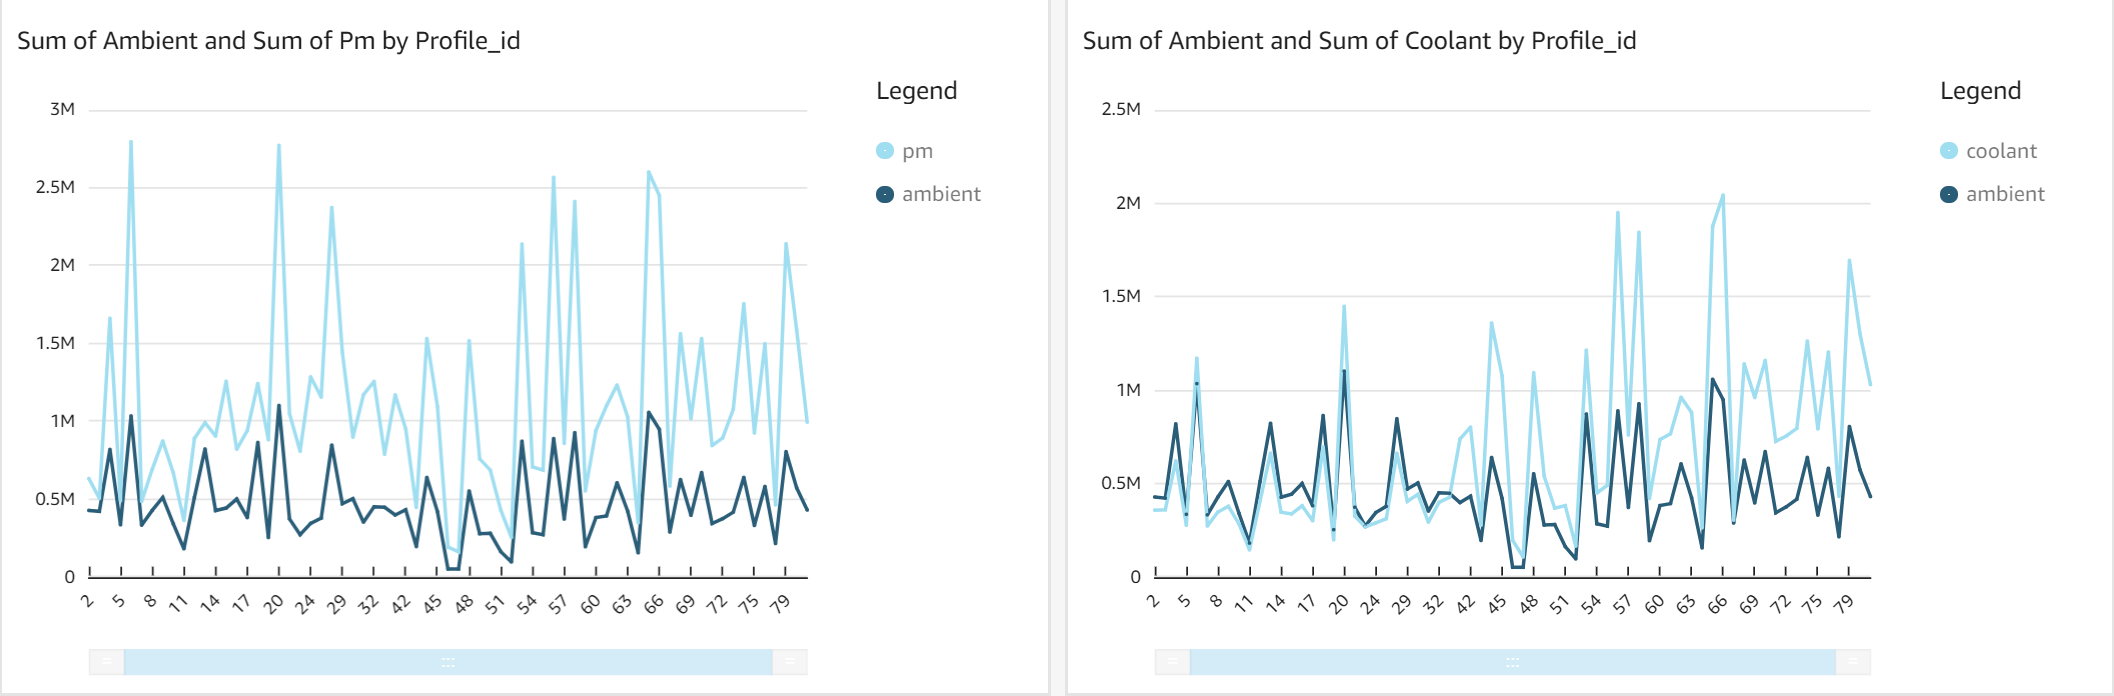 Sum of Ambient and Sum of Pm by Profile_id
Legend
pm
ambient
3M
2.5M
2M
1.5M
1M
0.5M
0
2 5 8 11 14 17 20 24 29 32 42 45 48 51 54 57 60 63 66 69 72 75 79
Sum of Ambient and Sum of Coolant by Profile_id
Legend
coolant
ambient
2.5M
2M
1.5M
1M
0.5M
0
2 5 8 11 14 17 20 24 29 32 42 45 48 51 54 57 60 63 66 69 72 75 79